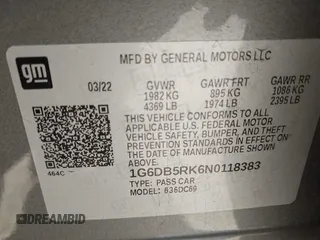 gm
MFD BY GENERAL MOTORS LLC
03/22 GVWR GAWR FRT GAWR RR
1982 KG 895 KG 1086 KG
4369 LB 1974 LB 2395 LB
THIS VEHICLE CONFORMS TO ALL
APPLICABLE U.S. FEDERAL MOTOR
VEHICLE SAFETY, BUMPER, AND THEFT
PREVENTION STANDARDS IN EFFECT ON
THE DATE OF MANUFACTURE SHOWN
ABOVE.
1G6DB5RK6N0118383
464C TYPE: PASS CAR
MODEL: 636DC69
DREAMBID